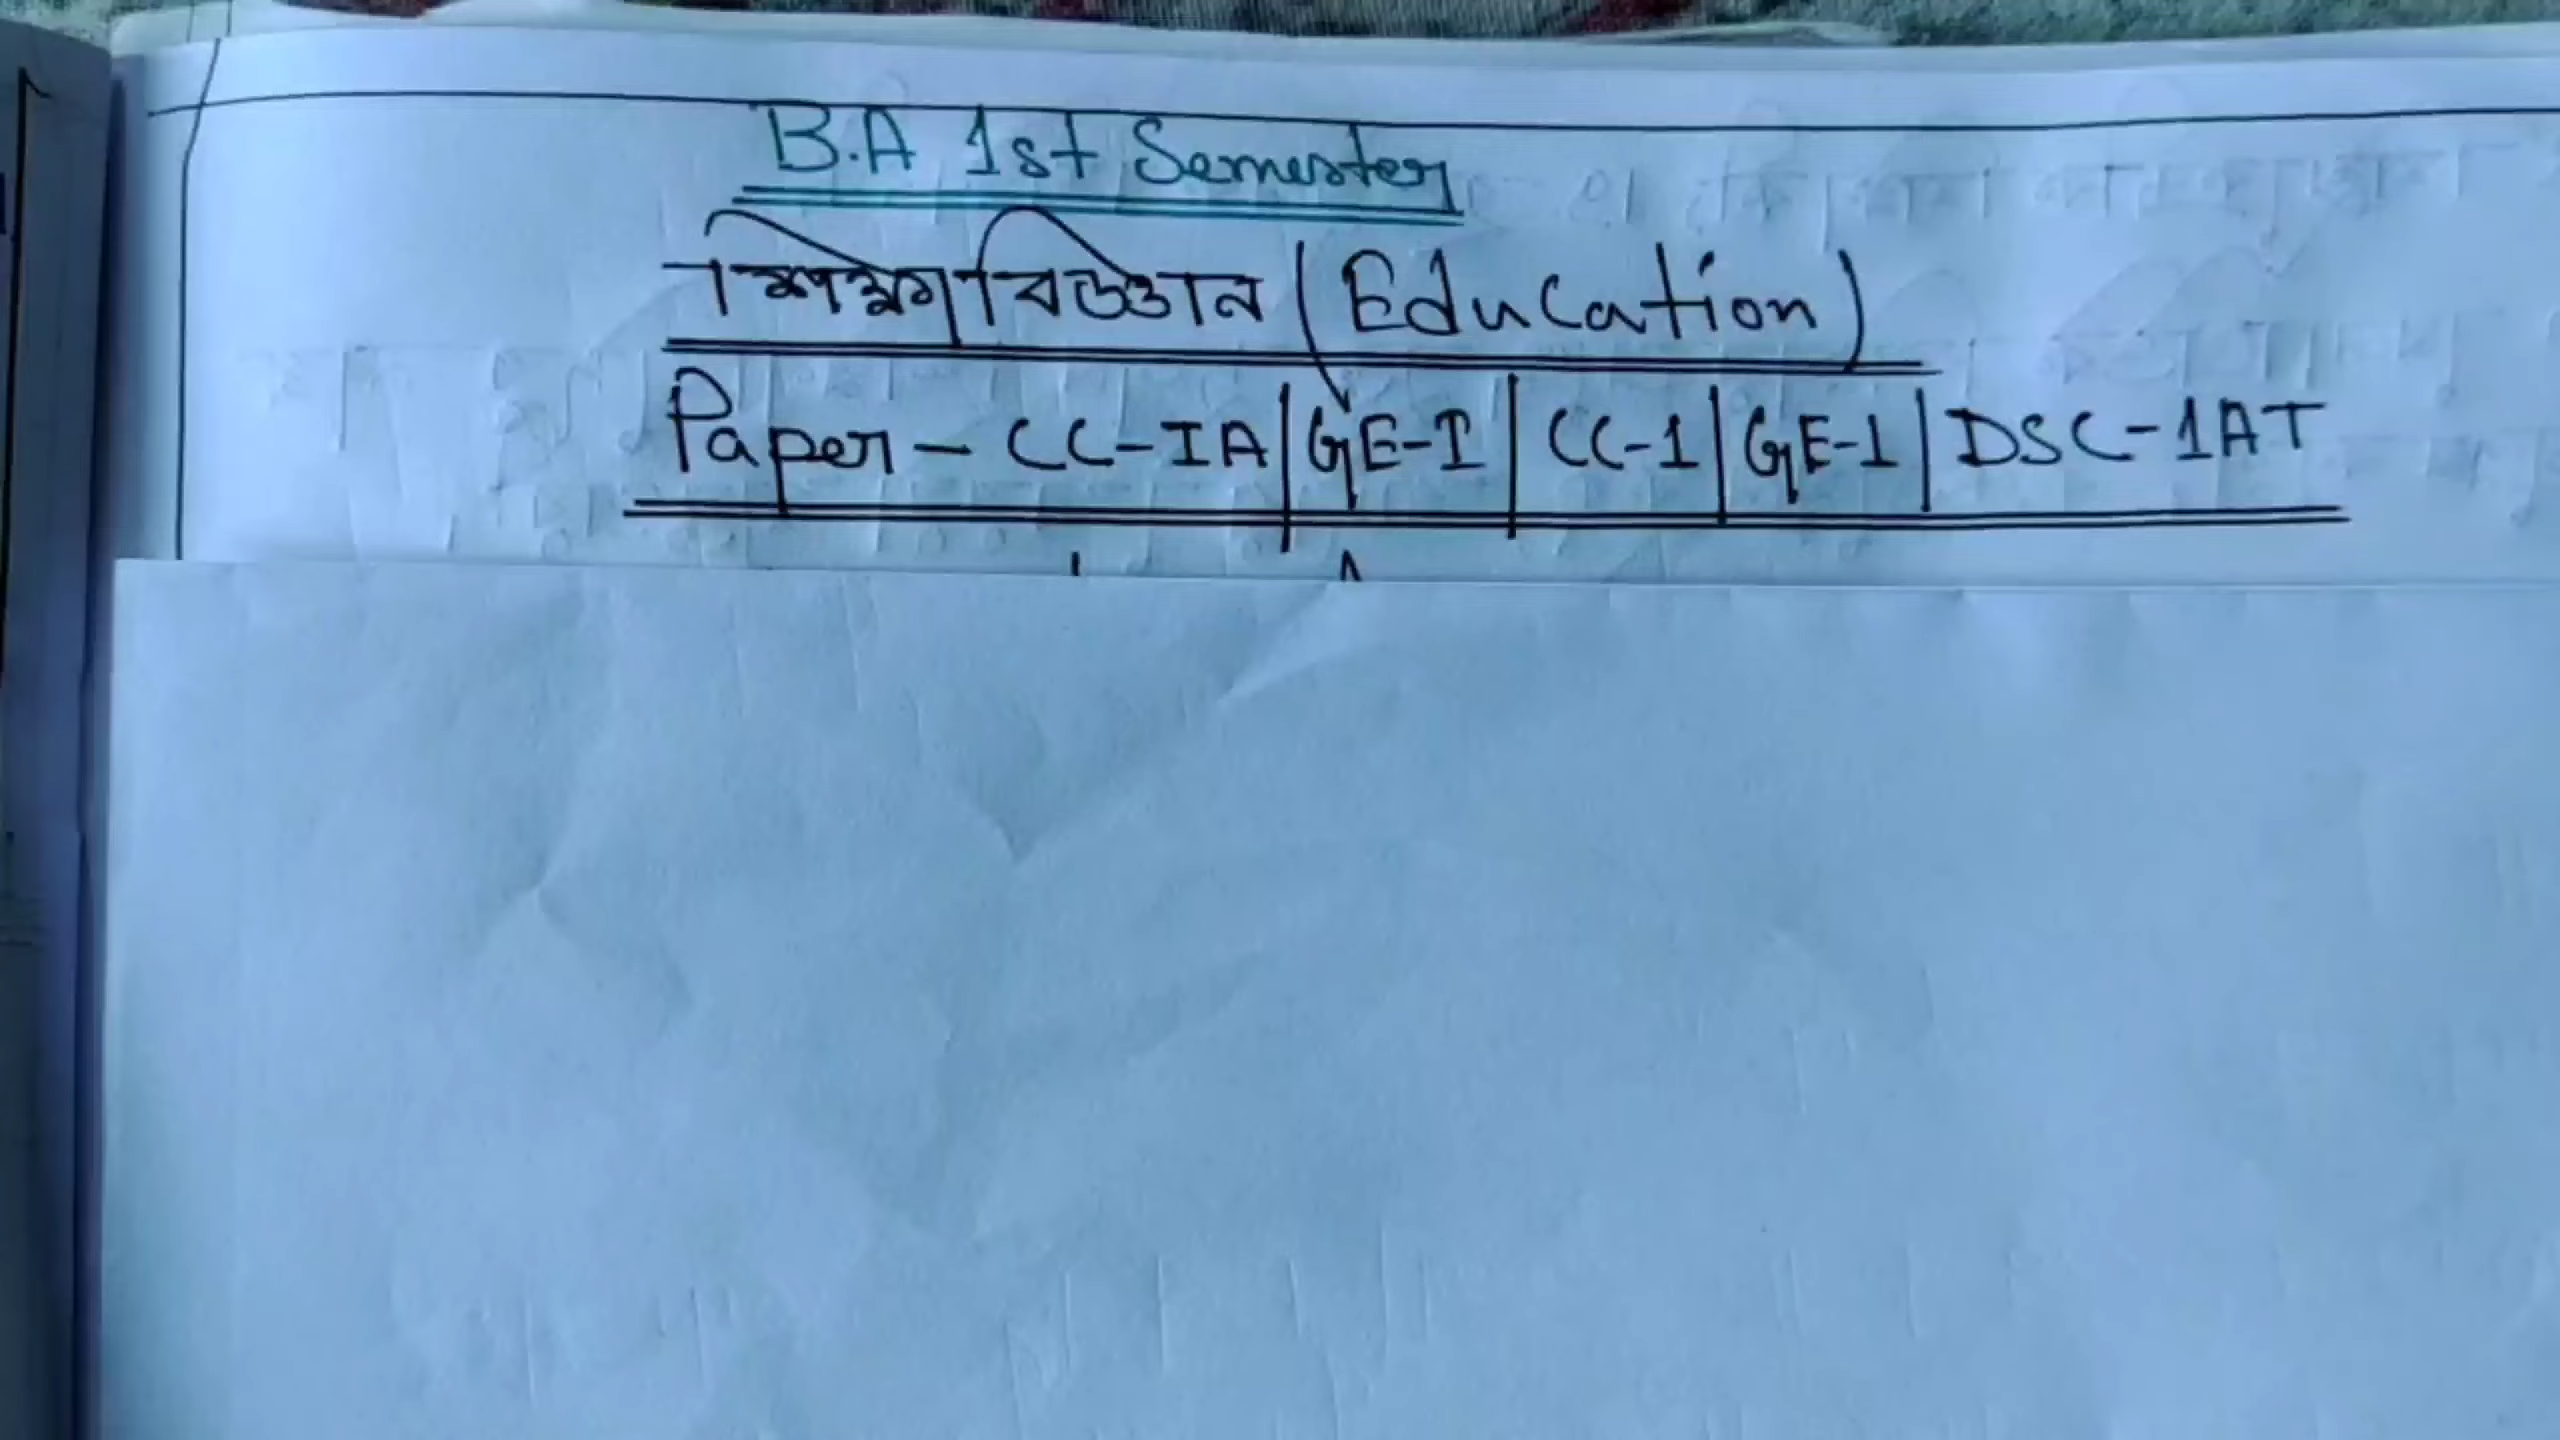 B.A 1st Semester
শিক্ষাবিজ্ঞান (Education)
Paper - CC-IA | GE-I | CC-1 | GE-1 | DSC-1AT